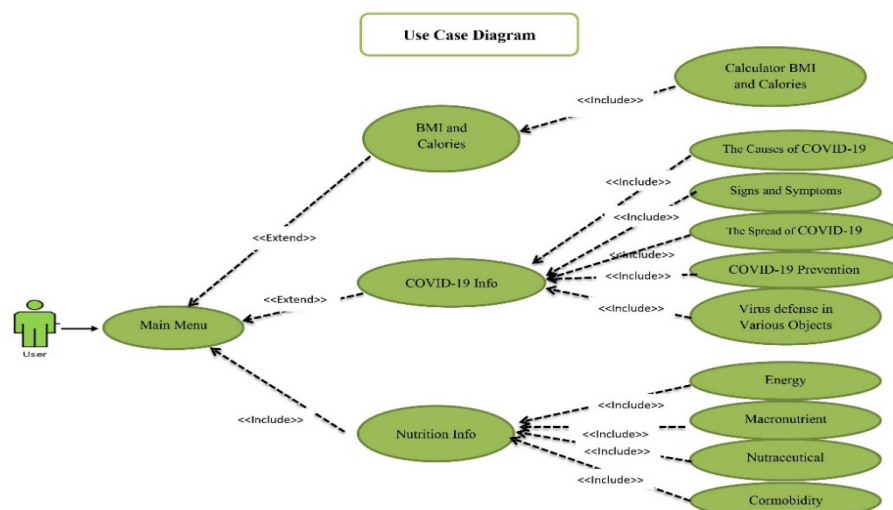 Use Case Diagram
Calculator BMI
and Calories
<<Include>>
BMI and
Calories
The Causes of COVID-19
<<Include>>
Signs and Symptoms
<<Include>>
The Spread of COVID-19
<<Extend>>
<<Include>>
COVID-19 Info
<<Include>>
COVID-19 Prevention
<<Extend>>
<<Include>>
Virus defense in
Various Objects
Main Menu
User
Energy
<<Include>>
<<Include>>
Macronutrient
Nutrition Info
<<Include>>
<<Include>>
Nutraceutical
<<Include>>
Cormobidity